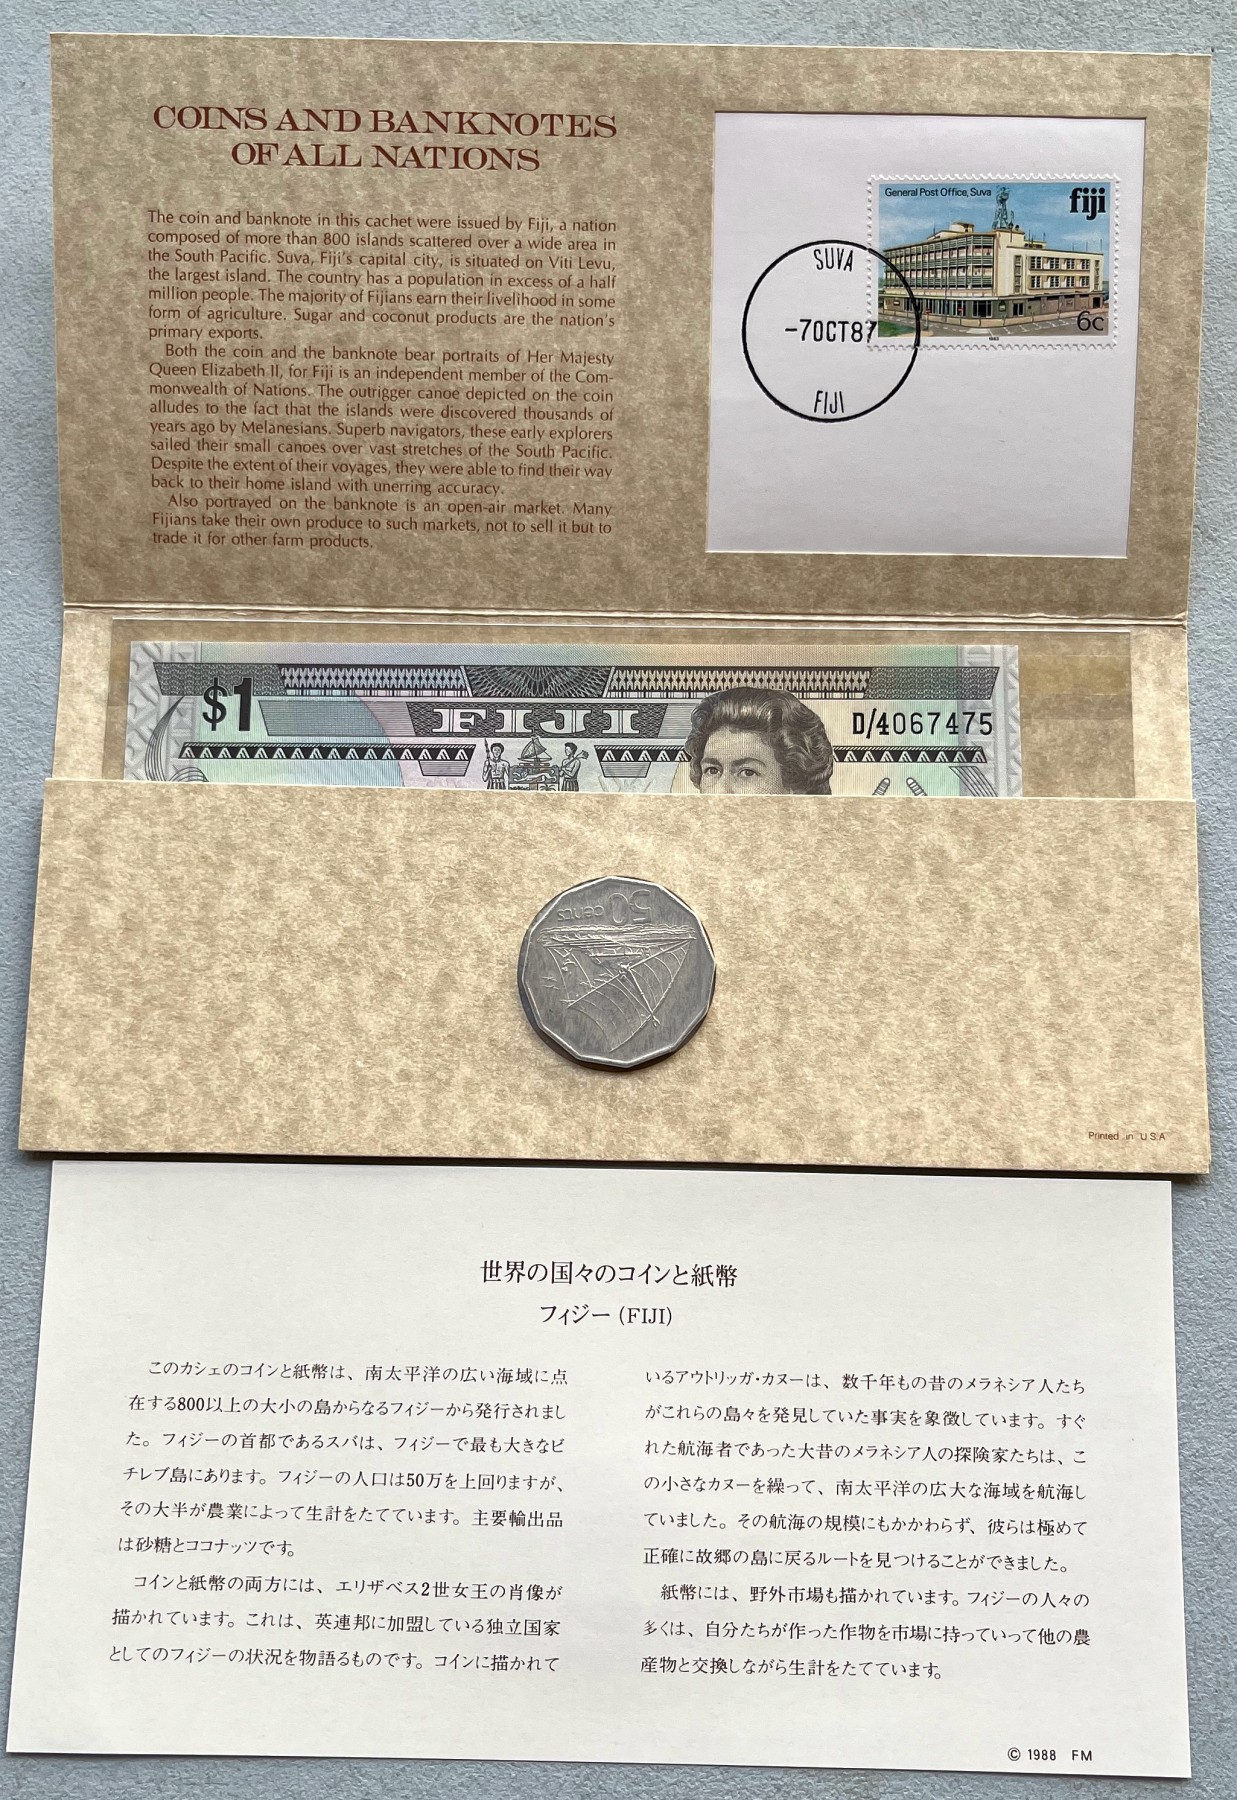 COINS AND BANKNOTES
OF ALL NATIONS
The coin and banknote in this cachet were issued by Fiji, a nation
composed of more than 800 islands scattered over a wide area in
the South Pacific. Suva, Fiji's capital city, is situated on Viti Levu,
the largest island. The country has a population in excess of a half
million people. The majority of Fijians earn their livelihood in some
form of agriculture. Sugar and coconut products are the nation's
primary exports.
Both the coin and the banknote bear portraits of Her Majesty
Queen Elizabeth II, for Fiji is an independent member of the Com-
monwealth of Nations. The outrigger canoe depicted on the coin
alludes to the fact that the islands were discovered thousands of
years ago by Melanesians. Superb navigators, these early explorers
sailed their small canoes over vast stretches of the South Pacific.
Despite the extent of their voyages, they were able to find their way
back to their home island with unerring accuracy.
Also portrayed on the banknote is an open-air market. Many
Fijians take their own produce to such markets, not to sell it but to
trade it for other farm products.
General Post Office, Suva
fiji
6c
SUVA
-7OCT87
FIJI
$1
FIJI
D/4067475
50
cents
Printed in U S A
世界の国々のコインと紙幣
フィジー (FIJI)
このカシェのコインと紙幣は、南太平洋の広い海域に点
在する800以上の大小の島からなるフィジーから発行されまし
た。フィジーの首都であるスバは、フィジーで最も大きなビ
チレブ島にあります。フィジーの人口は50万を上回りますが、
その大半が農業によって生計をたてています。主要輸出品
は砂糖とココナッツです。
コインと紙幣の両方には、エリザベス2世女王の肖像が
描かれています。これは、英連邦に加盟している独立国家
としてのフィジーの状況を物語るものです。コインに描かれて
いるアウトリッガ・カヌーは、数千年もの昔のメラネシア人たち
がこれらの島々を発見していた事実を象徴しています。すぐ
れた航海者であった大昔のメラネシア人の探険家たちは、こ
の小さなカヌーを繰って、南太平洋の広大な海域を航海し
ていました。その航海の規模にもかかわらず、彼らは極めて
正確に故郷の島に戻るルートを見つけることができました。
紙幣には、野外市場も描かれています。フィジーの人々の
多くは、自分たちが作った作物を市場に持っていって他の農
産物と交換しながら生計をたてています。
© 1988 FM